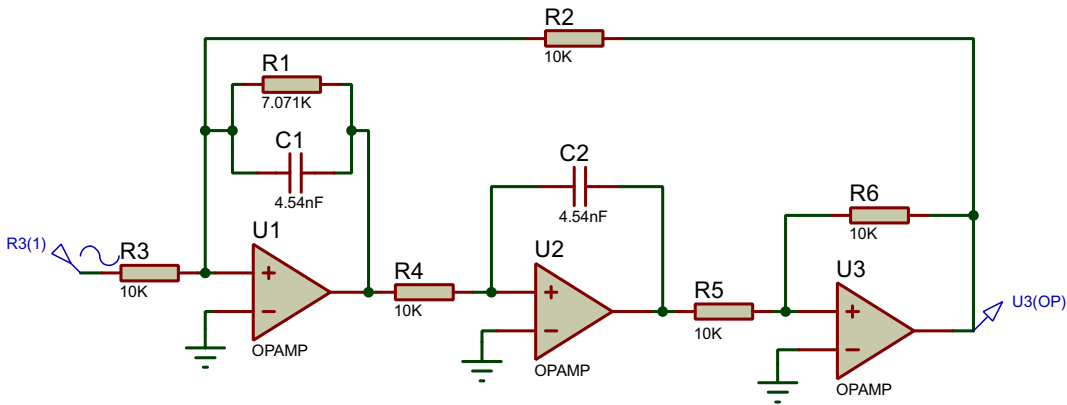 R2
10K
R1
7.071K
C1
4.54nF
C2
4.54nF
R6
10K
R3(1)
R3
10K
U1
+
−
OPAMP
R4
10K
U2
+
−
OPAMP
R5
10K
U3
+
−
OPAMP
U3(OP)